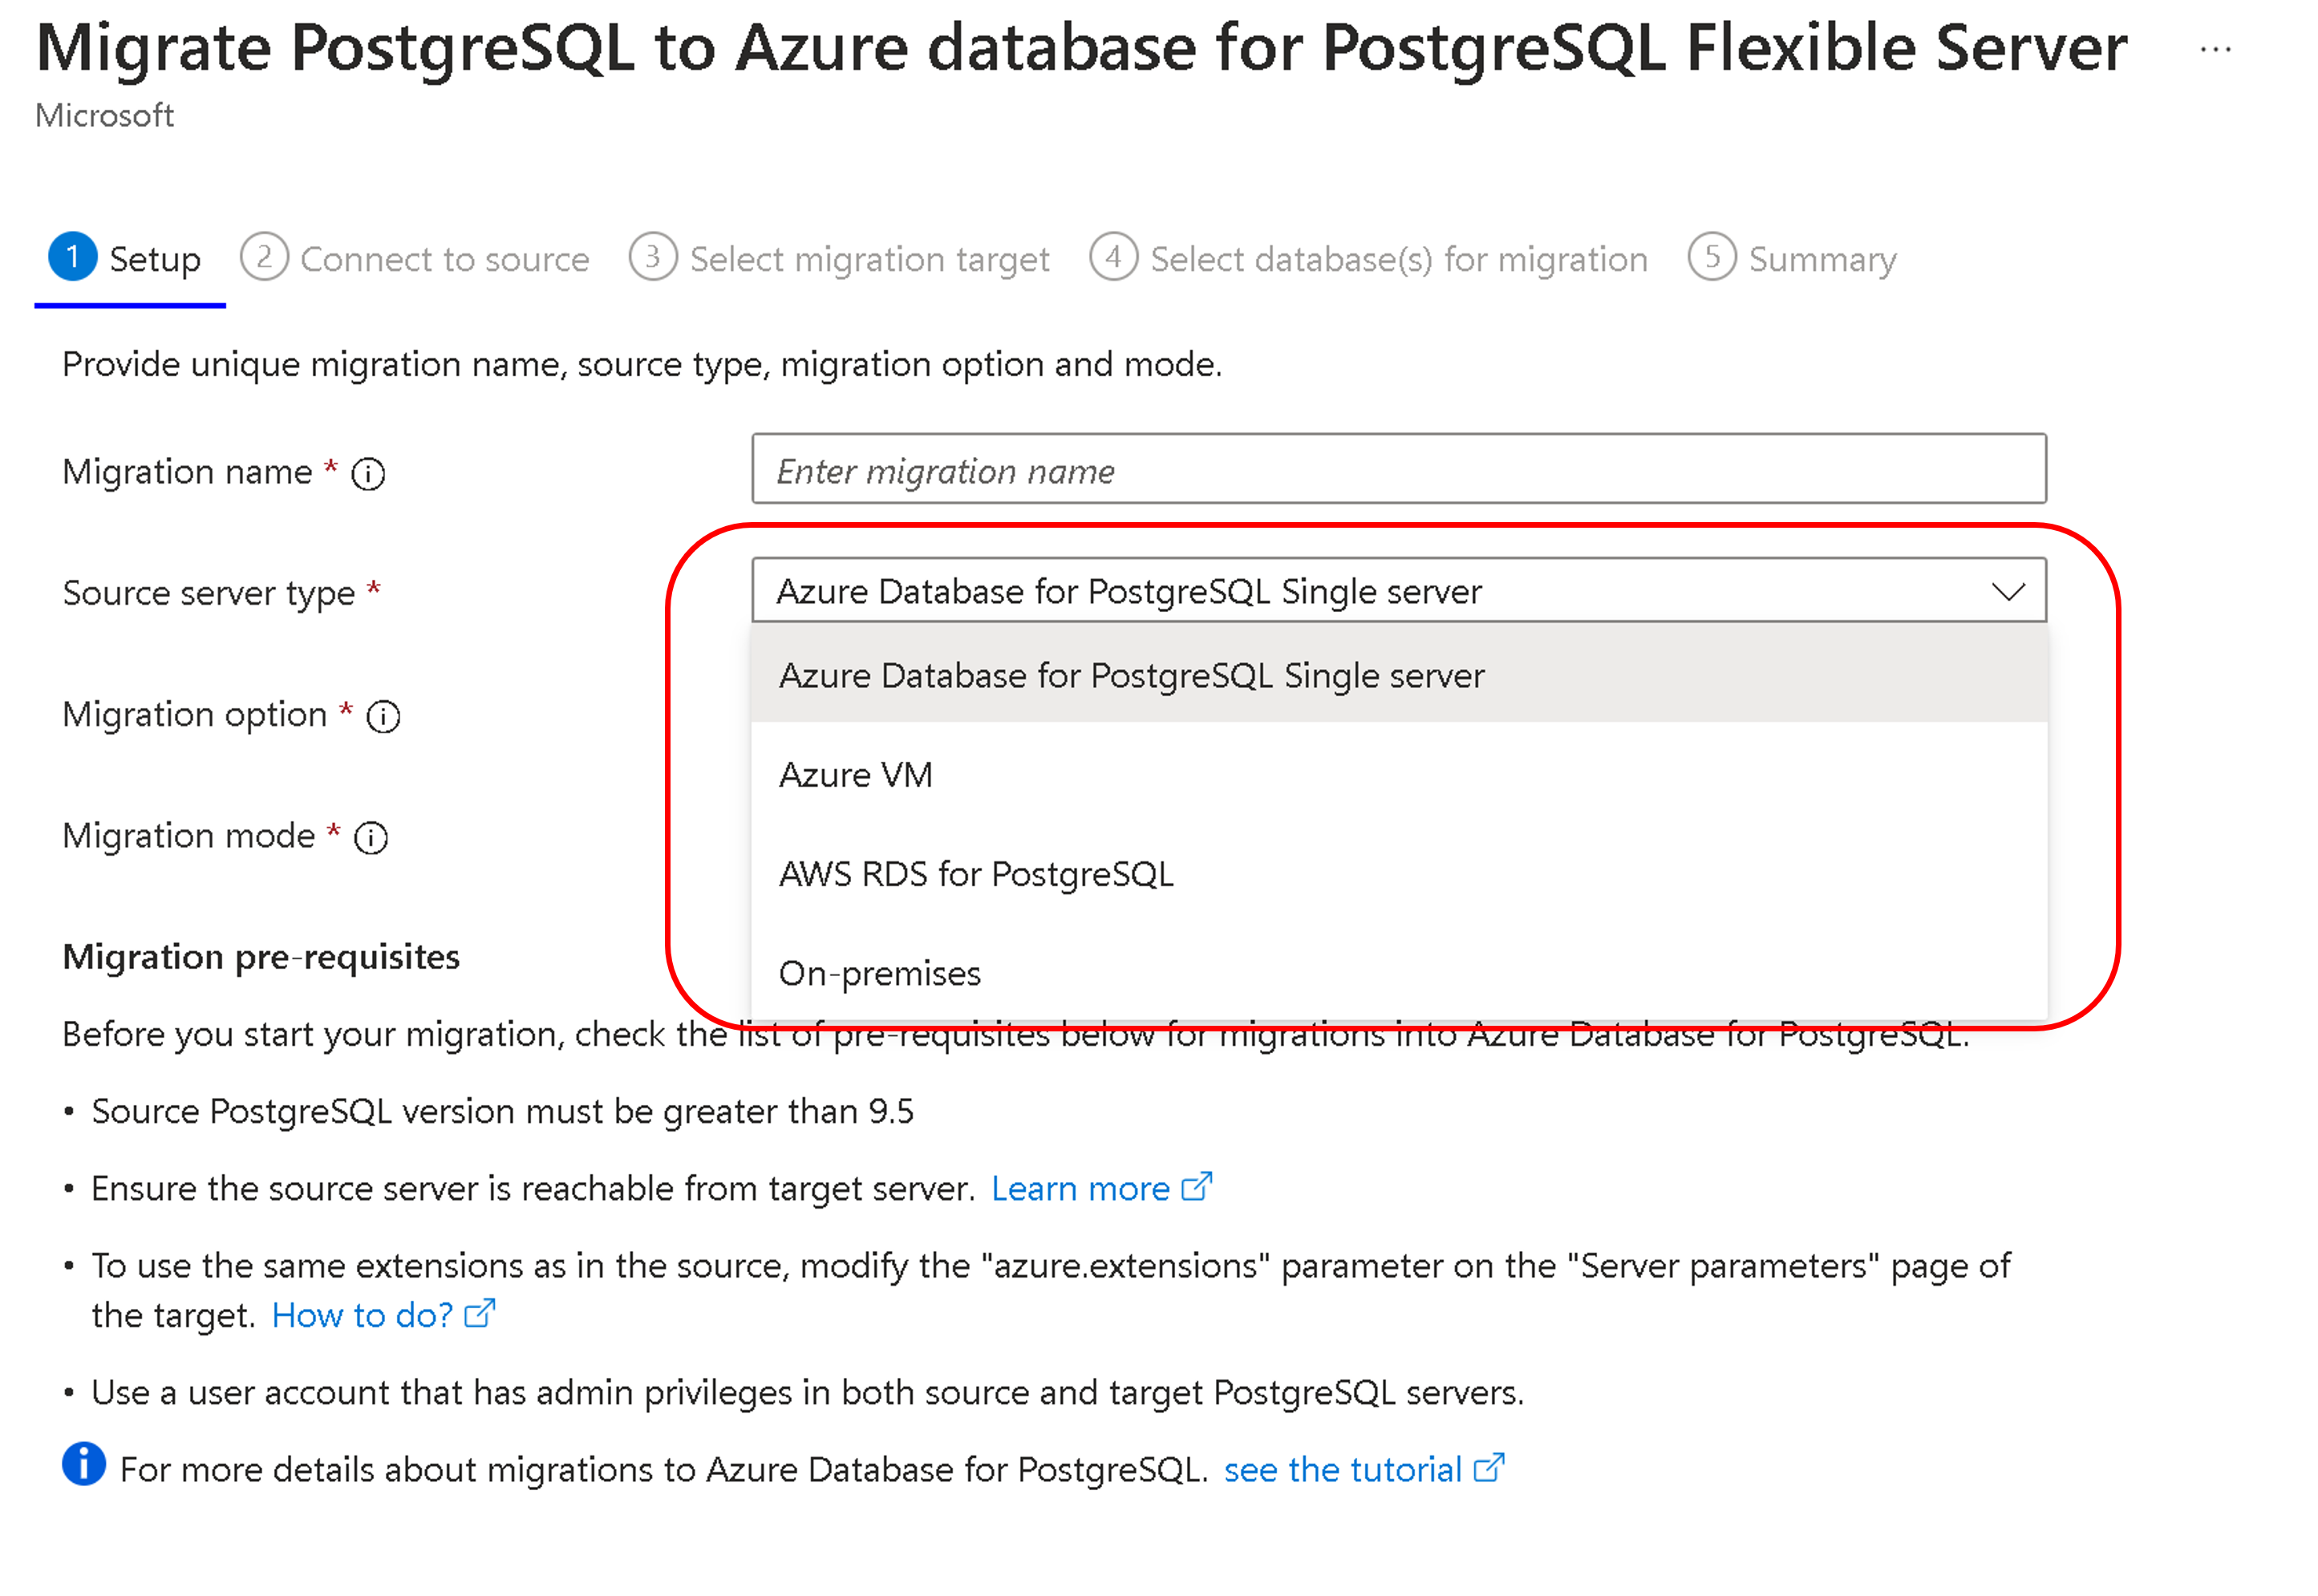 Migrate PostgreSQL to Azure database for PostgreSQL Flexible Server ...
Microsoft
1 Setup 2 Connect to source 3 Select migration target 4 Select database(s) for migration 5 Summary
Provide unique migration name, source type, migration option and mode.
Migration name * Enter migration name
Source server type * Azure Database for PostgreSQL Single server
Azure Database for PostgreSQL Single server
Migration option *
Azure VM
Migration mode *
AWS RDS for PostgreSQL
Migration pre-requisites
On-premises
Before you start your migration, check the list of pre-requisites below for migrations into Azure Database for PostgreSQL.
• Source PostgreSQL version must be greater than 9.5
• Ensure the source server is reachable from target server. Learn more
• To use the same extensions as in the source, modify the "azure.extensions" parameter on the "Server parameters" page of
the target. How to do?
• Use a user account that has admin privileges in both source and target PostgreSQL servers.
For more details about migrations to Azure Database for PostgreSQL. see the tutorial